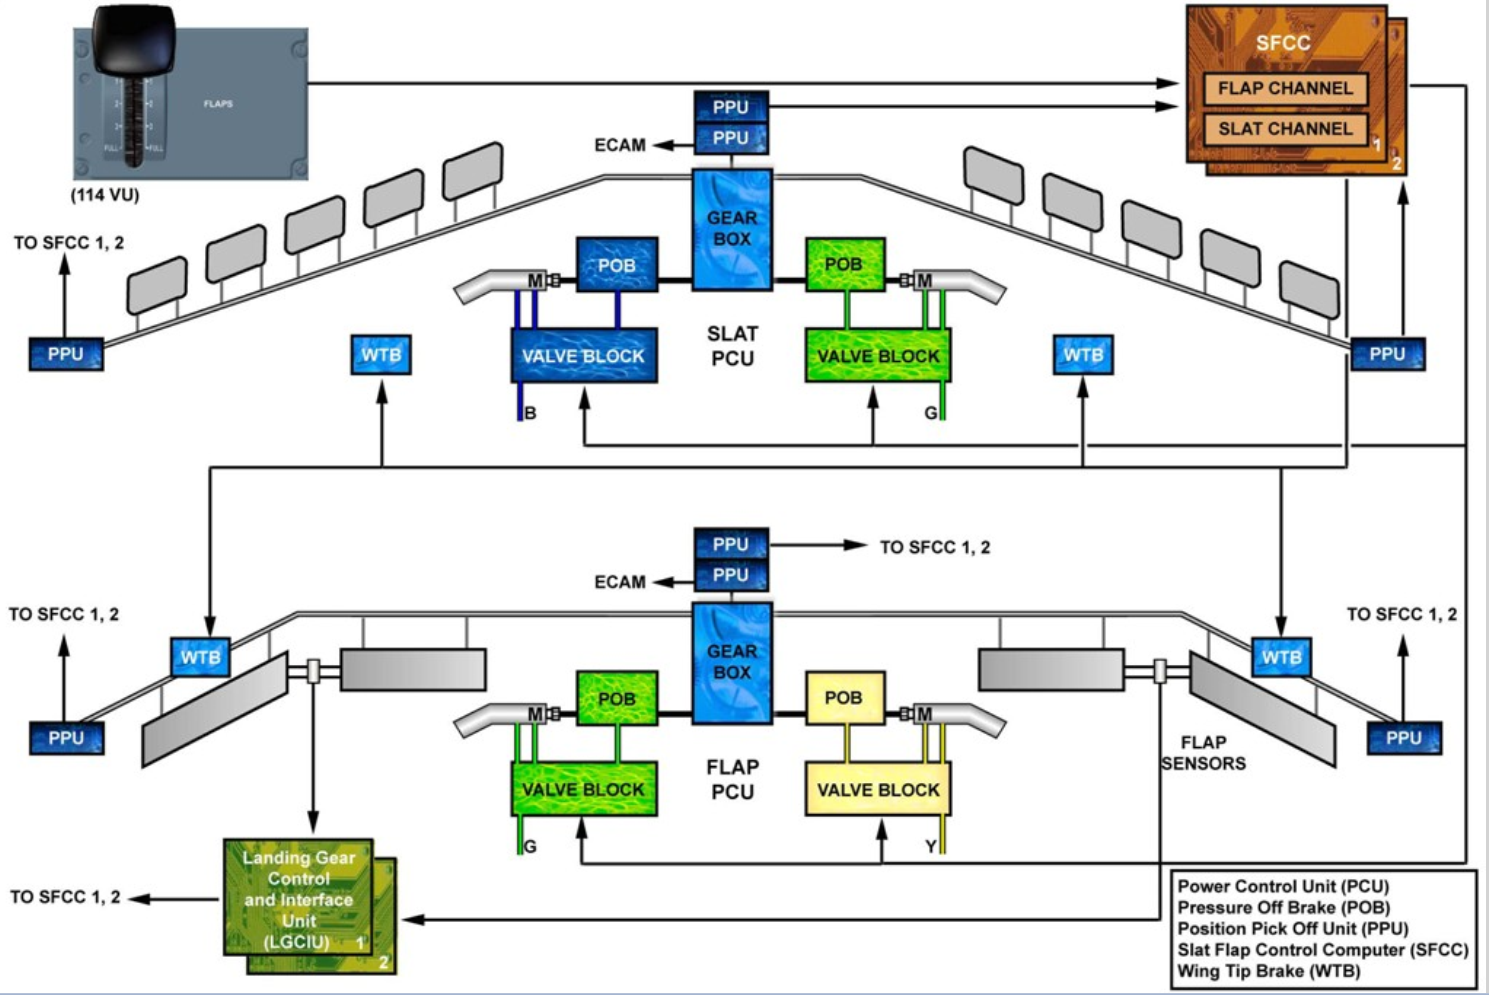 SFCC
FLAP CHANNEL
SLAT CHANNEL
1
2
FLAPS
FULL
FULL
(114 VU)
PPU
PPU
ECAM
GEAR
BOX
TO SFCC 1, 2
POB
POB
M
M
SLAT
PCU
PPU
WTB
VALVE BLOCK
VALVE BLOCK
WTB
PPU
B
G
PPU
TO SFCC 1, 2
ECAM
PPU
TO SFCC 1, 2
TO SFCC 1, 2
WTB
GEAR
BOX
WTB
POB
POB
M
M
PPU
PPU
FLAP
SENSORS
FLAP
PCU
VALVE BLOCK
VALVE BLOCK
G
Y
Landing Gear
Control
and Interface
Unit
(LGCIU)
1
2
TO SFCC 1, 2
Power Control Unit (PCU)
Pressure Off Brake (POB)
Position Pick Off Unit (PPU)
Slat Flap Control Computer (SFCC)
Wing Tip Brake (WTB)